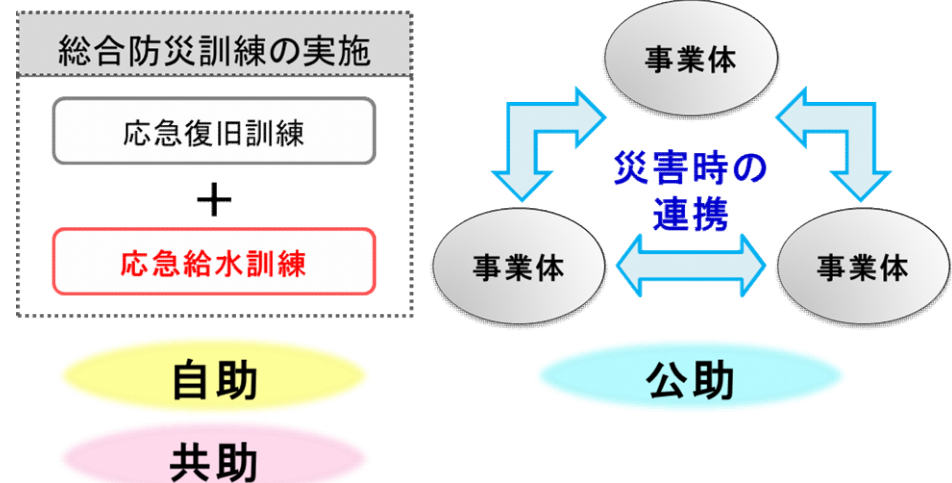 総合防災訓練の実施
応急復旧訓練
+
応急給水訓練
自助
共助
事業体
災害時の
連携
事業体
事業体
公助